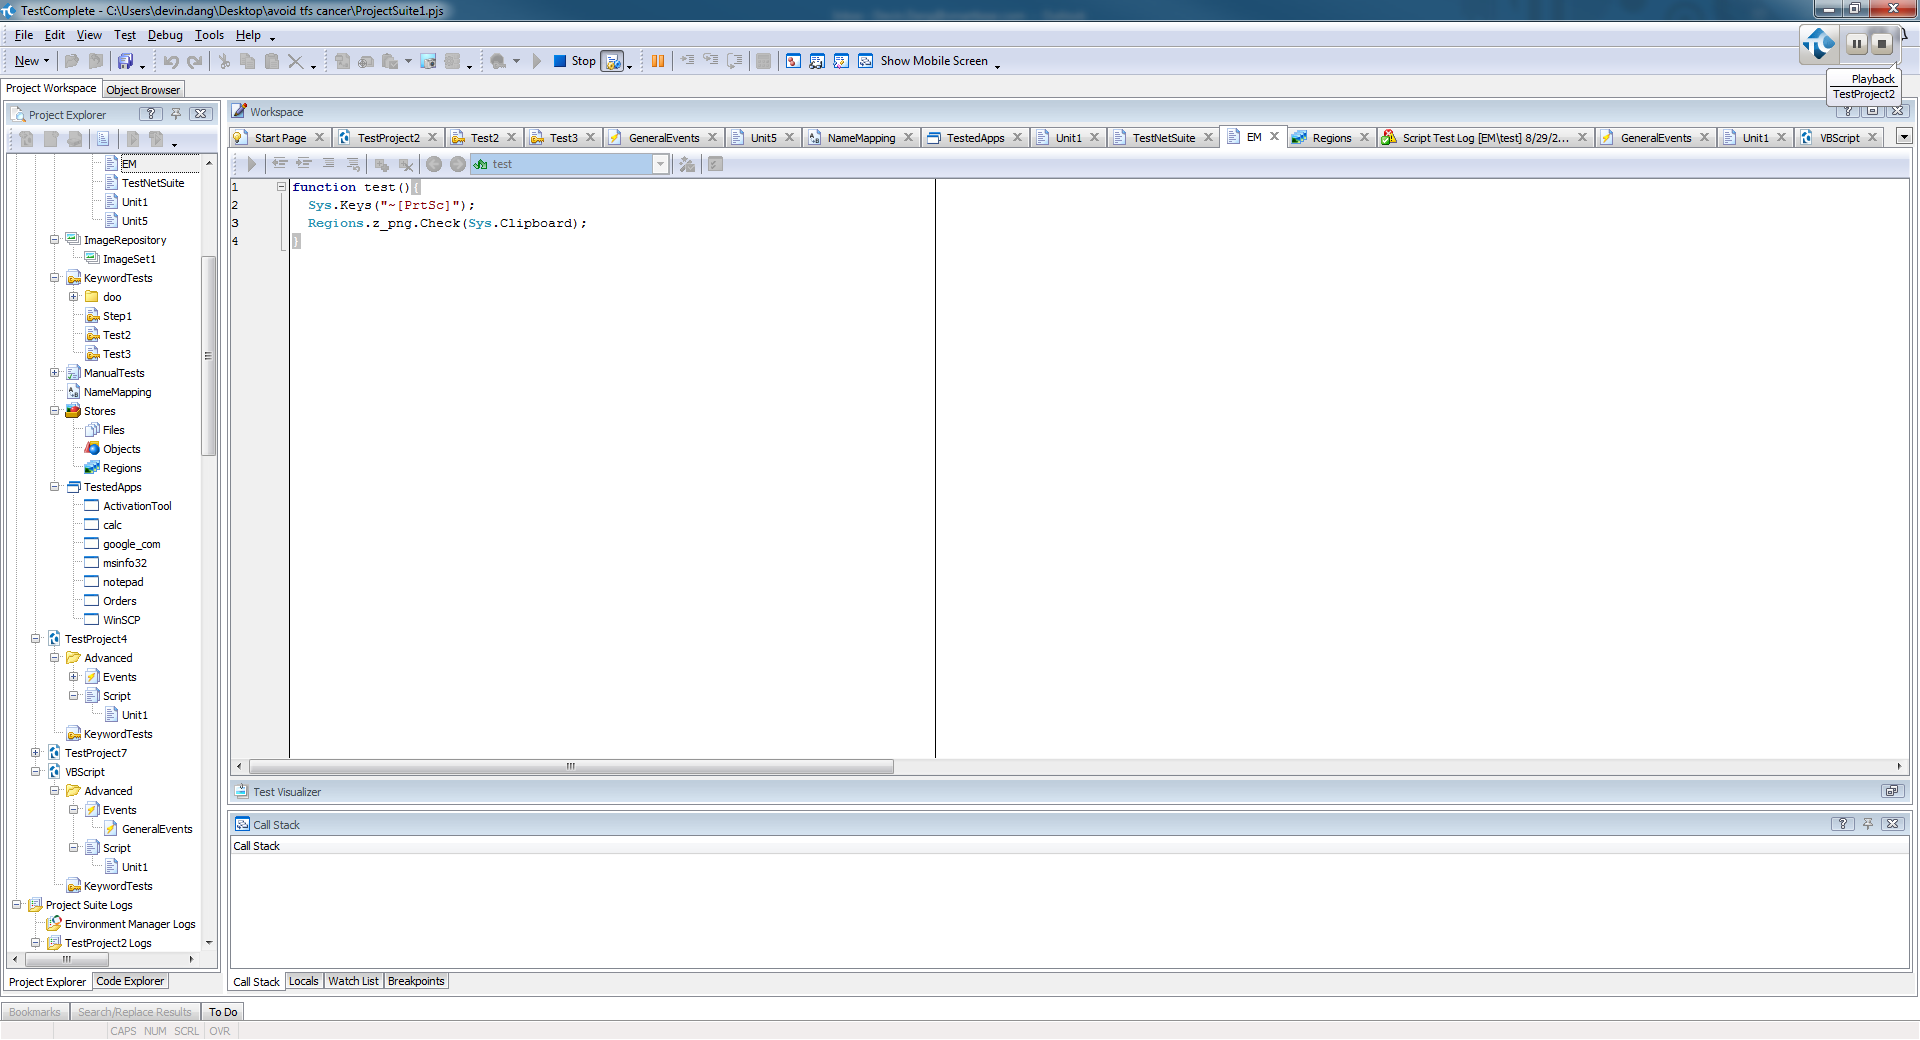 TestComplete - C:\Users\devin.dang\Desktop\avoid tfs cancer\ProjectSuite1.pjs
File Edit View Test Debug Tools Help
New Stop Show Mobile Screen
Playback
TestProject2
Project Workspace Object Browser
Project Explorer
Workspace
Start Page TestProject2 Test2 Test3 GeneralEvents Unit5 NameMapping TestedApps Unit1 TestNetSuite EM Regions Script Test Log [EM\test] 8/29/2... GeneralEvents Unit1 VBScript
test
1 function test(){
2 Sys.Keys("~[PrtSc]");
3 Regions.z_png.Check(Sys.Clipboard);
4 }
EM
TestNetSuite
Unit1
Unit5
ImageRepository
ImageSet1
KeywordTests
doo
Step1
Test2
Test3
ManualTests
NameMapping
Stores
Files
Objects
Regions
TestedApps
ActivationTool
calc
google_com
msinfo32
notepad
Orders
WinSCP
TestProject4
Advanced
Events
Script
Unit1
KeywordTests
TestProject7
VBScript
Advanced
Events
GeneralEvents
Script
Unit1
KeywordTests
Project Suite Logs
Environment Manager Logs
TestProject2 Logs
Project Explorer Code Explorer
Test Visualizer
Call Stack
Call Stack
Call Stack Locals Watch List Breakpoints
Bookmarks Search/Replace Results To Do
CAPS NUM SCRL OVR